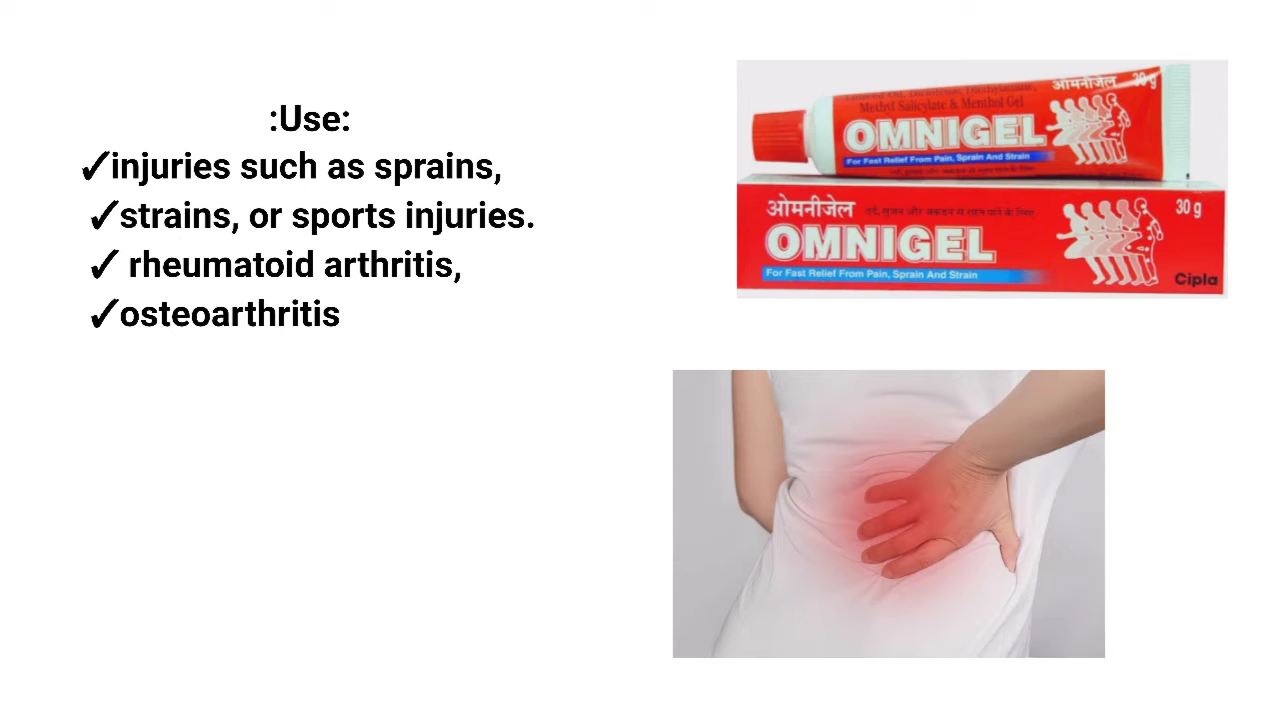 :Use:
✓injuries such as sprains,
✓strains, or sports injuries.
✓ rheumatoid arthritis,
✓osteoarthritis
ओमनीजेल 30 g
Methyl Salicylate & Menthol Gel
OMNIGEL
For Fast Relief From Pain, Sprain And Strain
ओमनीजेल
30 g
OMNIGEL
For Fast Relief From Pain, Sprain And Strain
Cipla